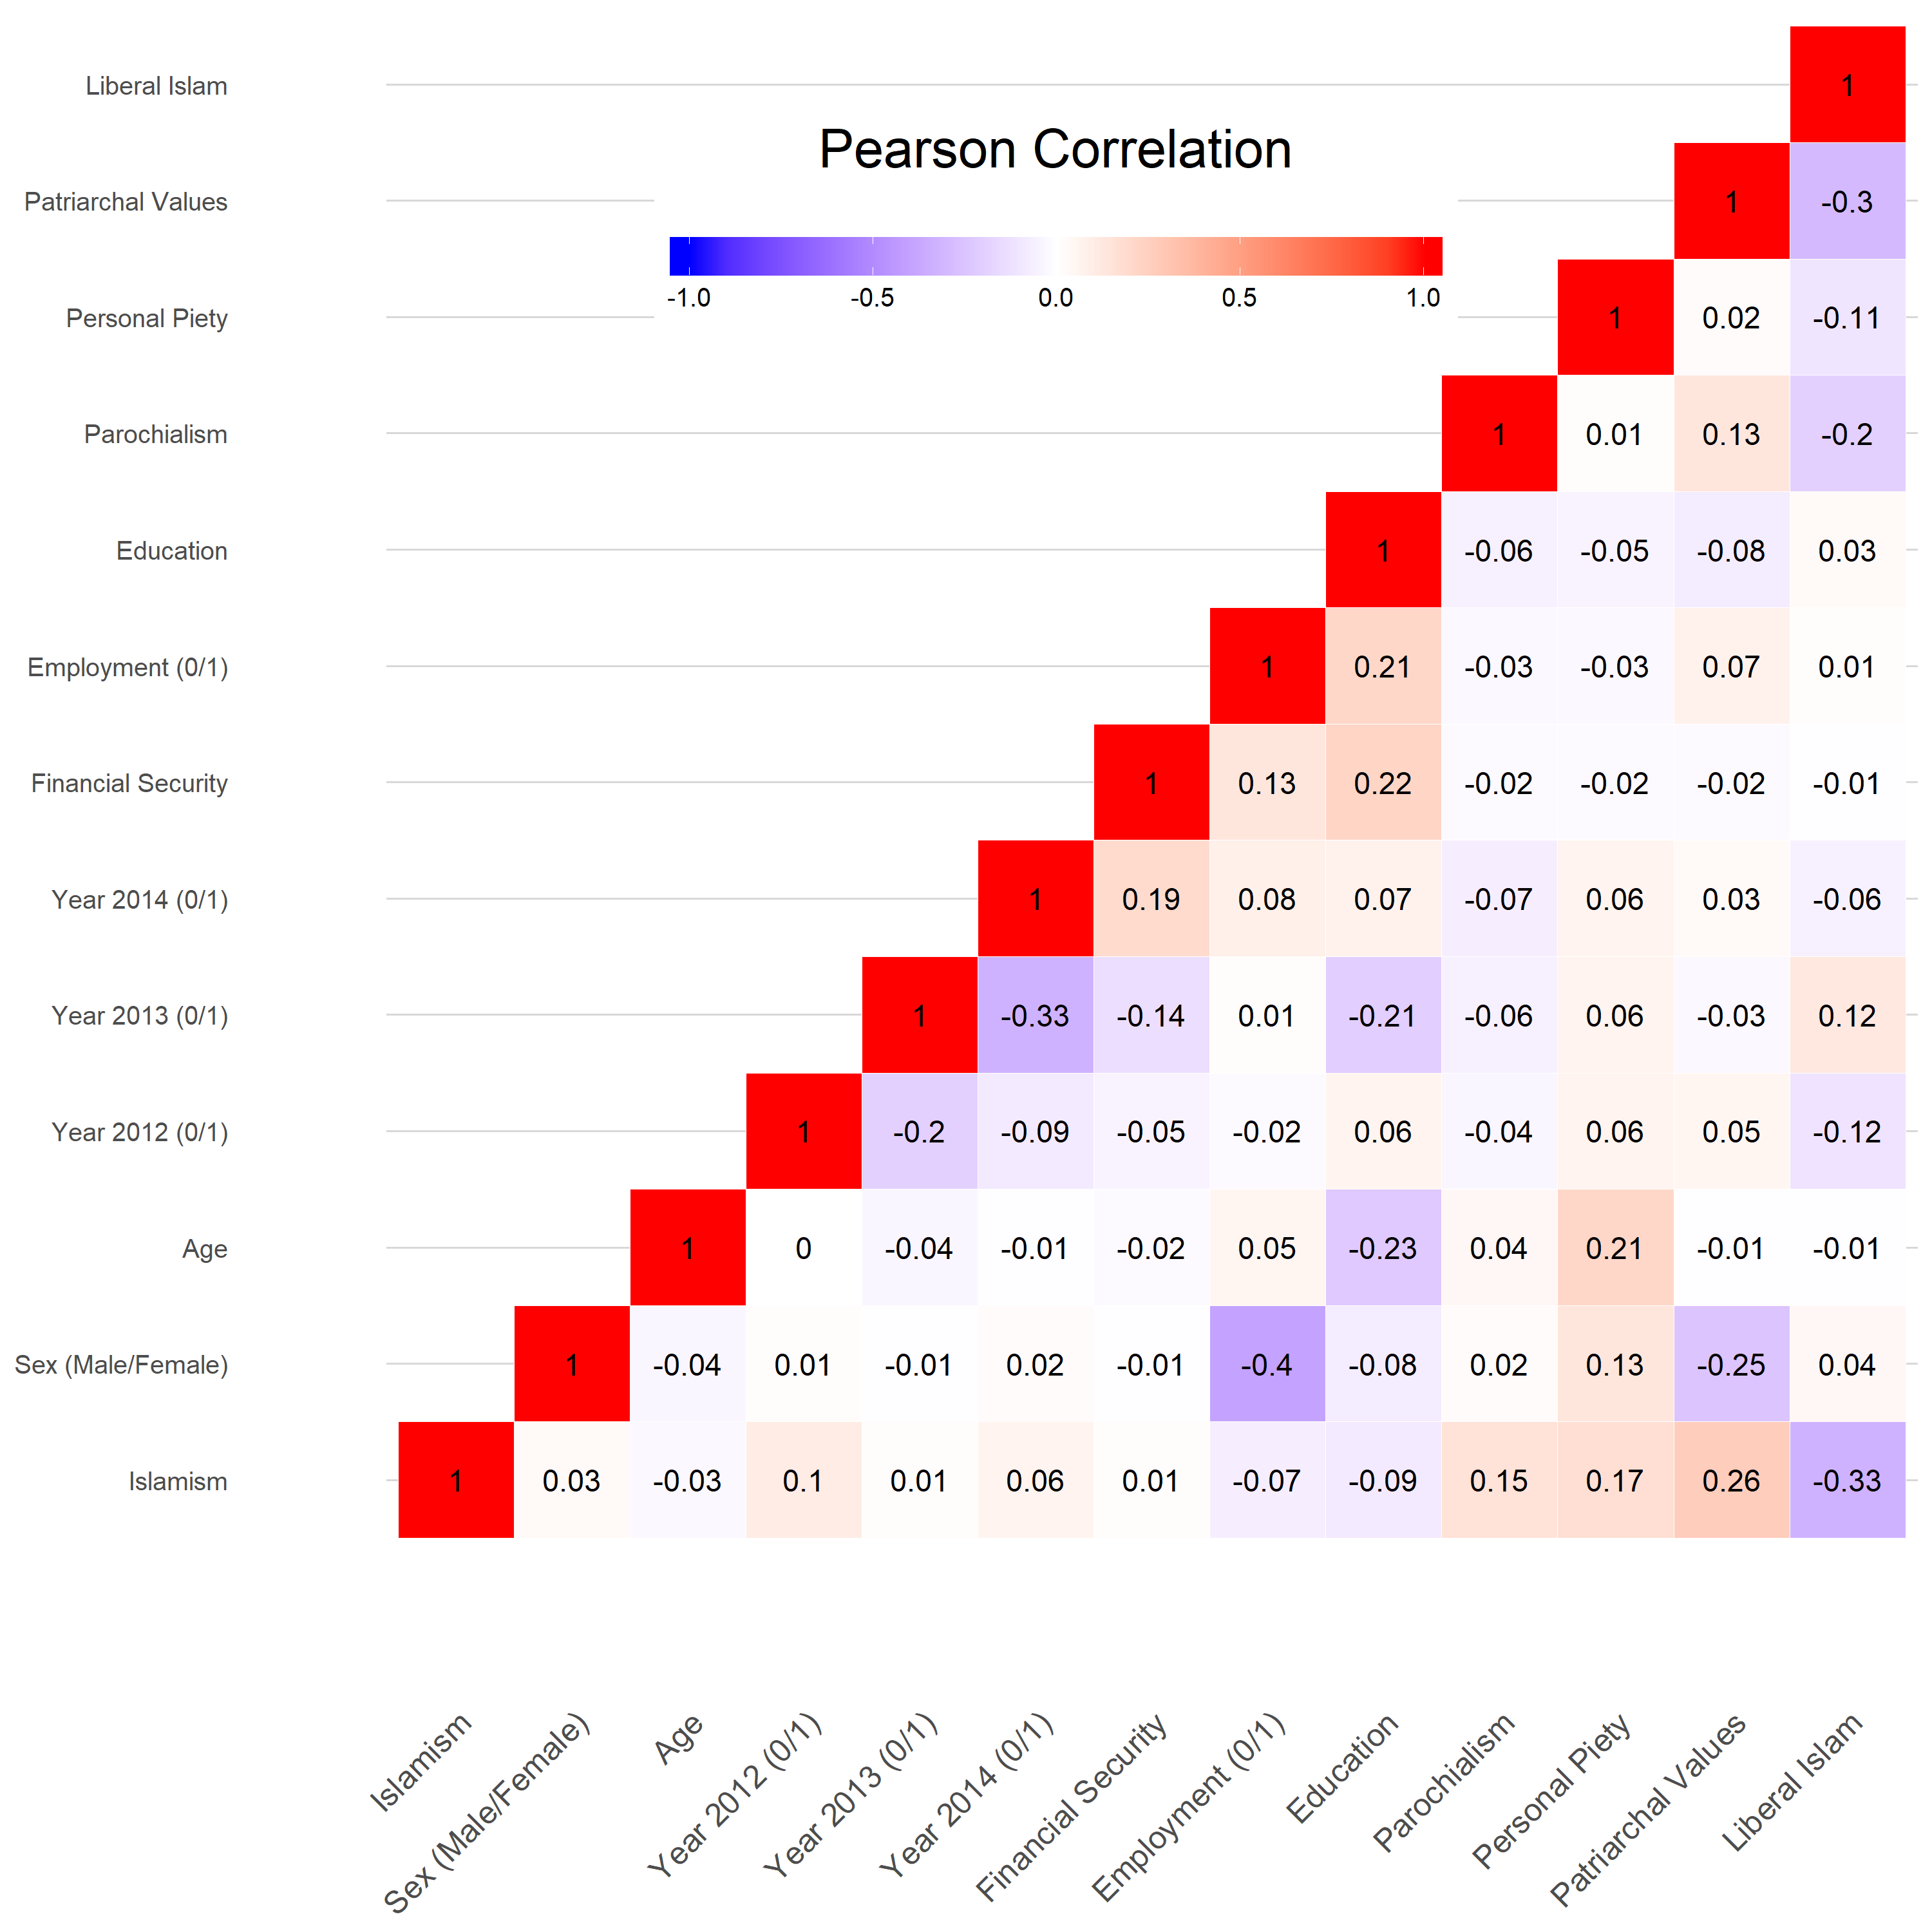 Liberal Islam 1
Pearson Correlation
Patriarchal Values 1 -0.3
-1.0 -0.5 0.0 0.5 1.0
Personal Piety 1 0.02 -0.11
Parochialism 1 0.01 0.13 -0.2
Education 1 -0.06 -0.05 -0.08 0.03
Employment (0/1) 1 0.21 -0.03 -0.03 0.07 0.01
Financial Security 1 0.13 0.22 -0.02 -0.02 -0.02 -0.01
Year 2014 (0/1) 1 0.19 0.08 0.07 -0.07 0.06 0.03 -0.06
Year 2013 (0/1) 1 -0.33 -0.14 0.01 -0.21 -0.06 0.06 -0.03 0.12
Year 2012 (0/1) 1 -0.2 -0.09 -0.05 -0.02 0.06 -0.04 0.06 0.05 -0.12
Age 1 0 -0.04 -0.01 -0.02 0.05 -0.23 0.04 0.21 -0.01 -0.01
Sex (Male/Female) 1 -0.04 0.01 -0.01 0.02 -0.01 -0.4 -0.08 0.02 0.13 -0.25 0.04
Islamism 1 0.03 -0.03 0.1 0.01 0.06 0.01 -0.07 -0.09 0.15 0.17 0.26 -0.33
Islamism
Sex (Male/Female)
Age
Year 2012 (0/1)
Year 2013 (0/1)
Year 2014 (0/1)
Financial Security
Employment (0/1)
Education
Parochialism
Personal Piety
Patriarchal Values
Liberal Islam